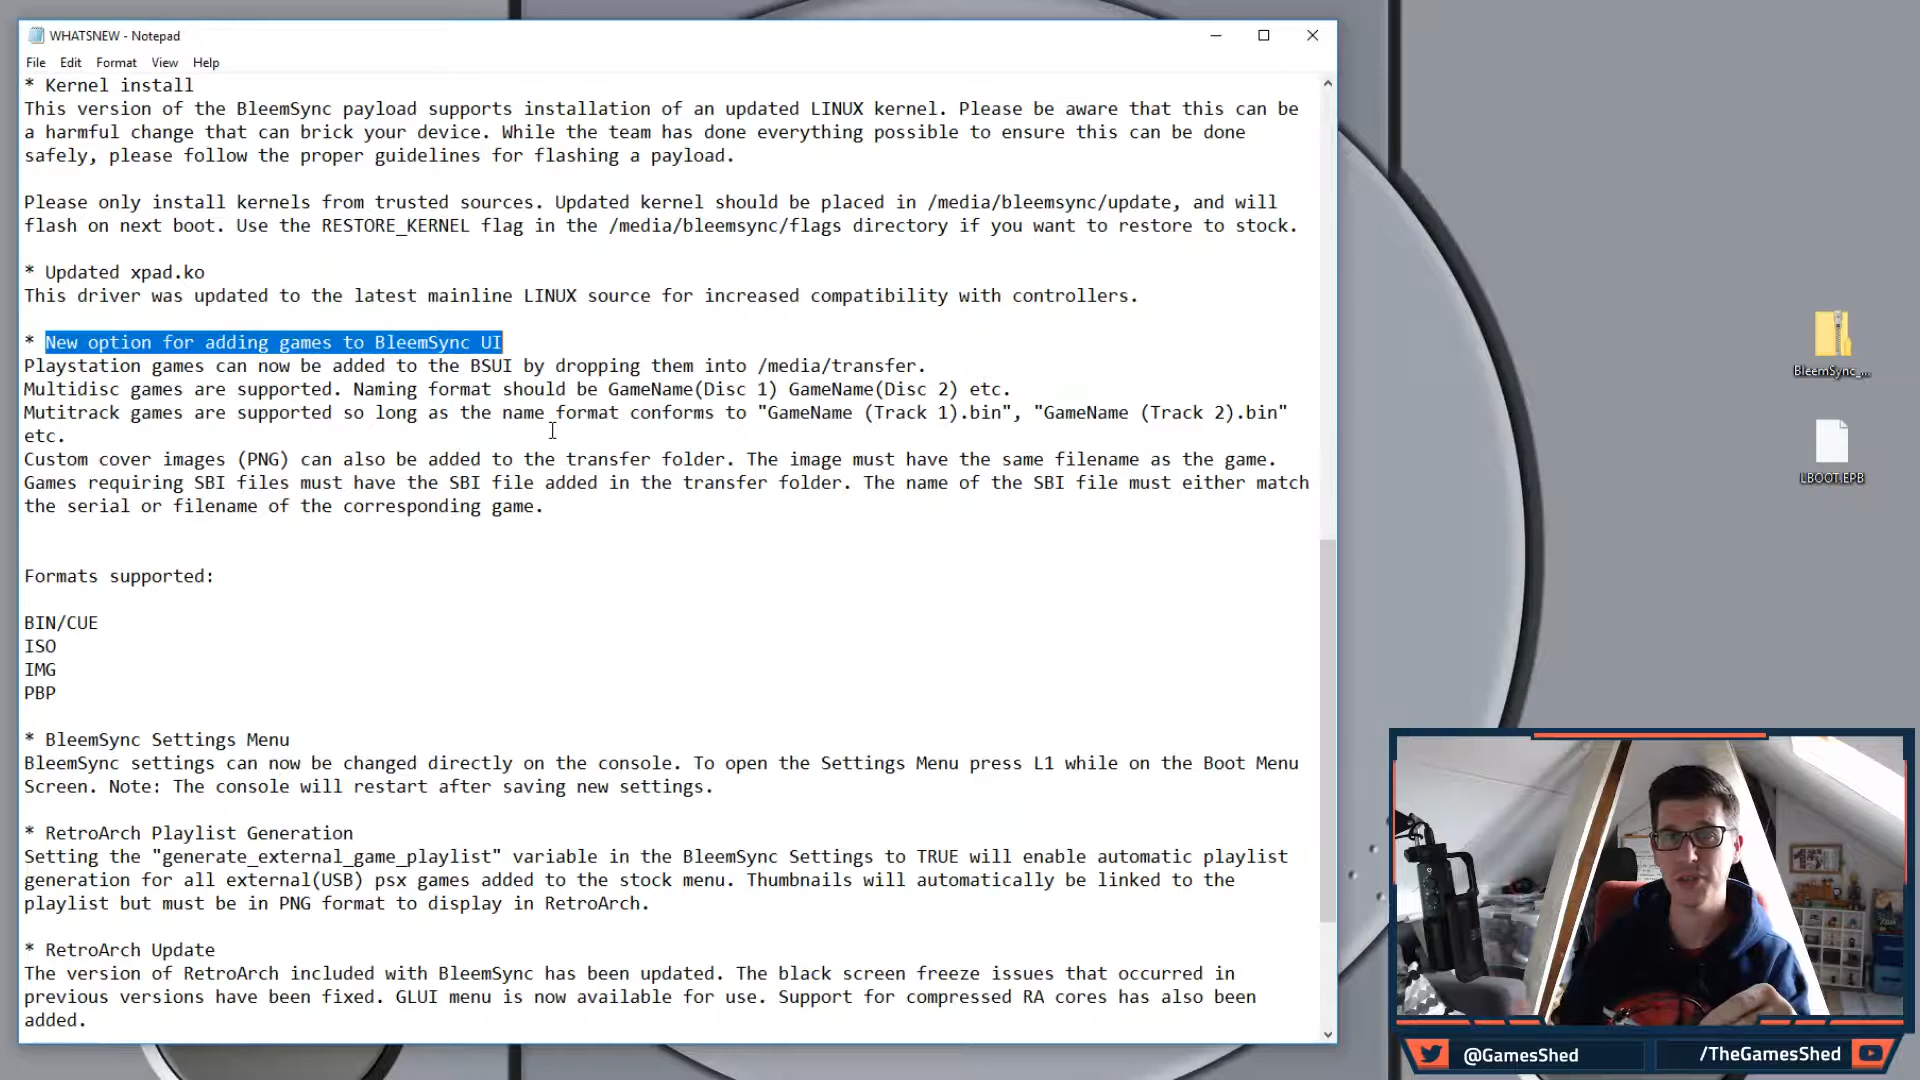 WHATSNEW - Notepad
File Edit Format View Help
* Kernel install
This version of the BleemSync payload supports installation of an updated LINUX kernel. Please be aware that this can be
a harmful change that can brick your device. While the team has done everything possible to ensure this can be done
safely, please follow the proper guidelines for flashing a payload.
Please only install kernels from trusted sources. Updated kernel should be placed in /media/bleemsync/update, and will
flash on next boot. Use the RESTORE_KERNEL flag in the /media/bleemsync/flags directory if you want to restore to stock.
* Updated xpad.ko
This driver was updated to the latest mainline LINUX source for increased compatibility with controllers.
* New option for adding games to BleemSync UI
Playstation games can now be added to the BSUI by dropping them into /media/transfer.
Multidisc games are supported. Naming format should be GameName(Disc 1) GameName(Disc 2) etc.
Mutitrack games are supported so long as the name format conforms to "GameName (Track 1).bin", "GameName (Track 2).bin"
etc.
Custom cover images (PNG) can also be added to the transfer folder. The image must have the same filename as the game.
Games requiring SBI files must have the SBI file added in the transfer folder. The name of the SBI file must either match
the serial or filename of the corresponding game.
Formats supported:
BIN/CUE
ISO
IMG
PBP
* BleemSync Settings Menu
BleemSync settings can now be changed directly on the console. To open the Settings Menu press L1 while on the Boot Menu
Screen. Note: The console will restart after saving new settings.
* RetroArch Playlist Generation
Setting the "generate_external_game_playlist" variable in the BleemSync Settings to TRUE will enable automatic playlist
generation for all external(USB) psx games added to the stock menu. Thumbnails will automatically be linked to the
playlist but must be in PNG format to display in RetroArch.
* RetroArch Update
The version of RetroArch included with BleemSync has been updated. The black screen freeze issues that occurred in
previous versions have been fixed. GLUI menu is now available for use. Support for compressed RA cores has also been
added.
BleemSync_...
LBOOT.EPB
@GamesShed
/TheGamesShed